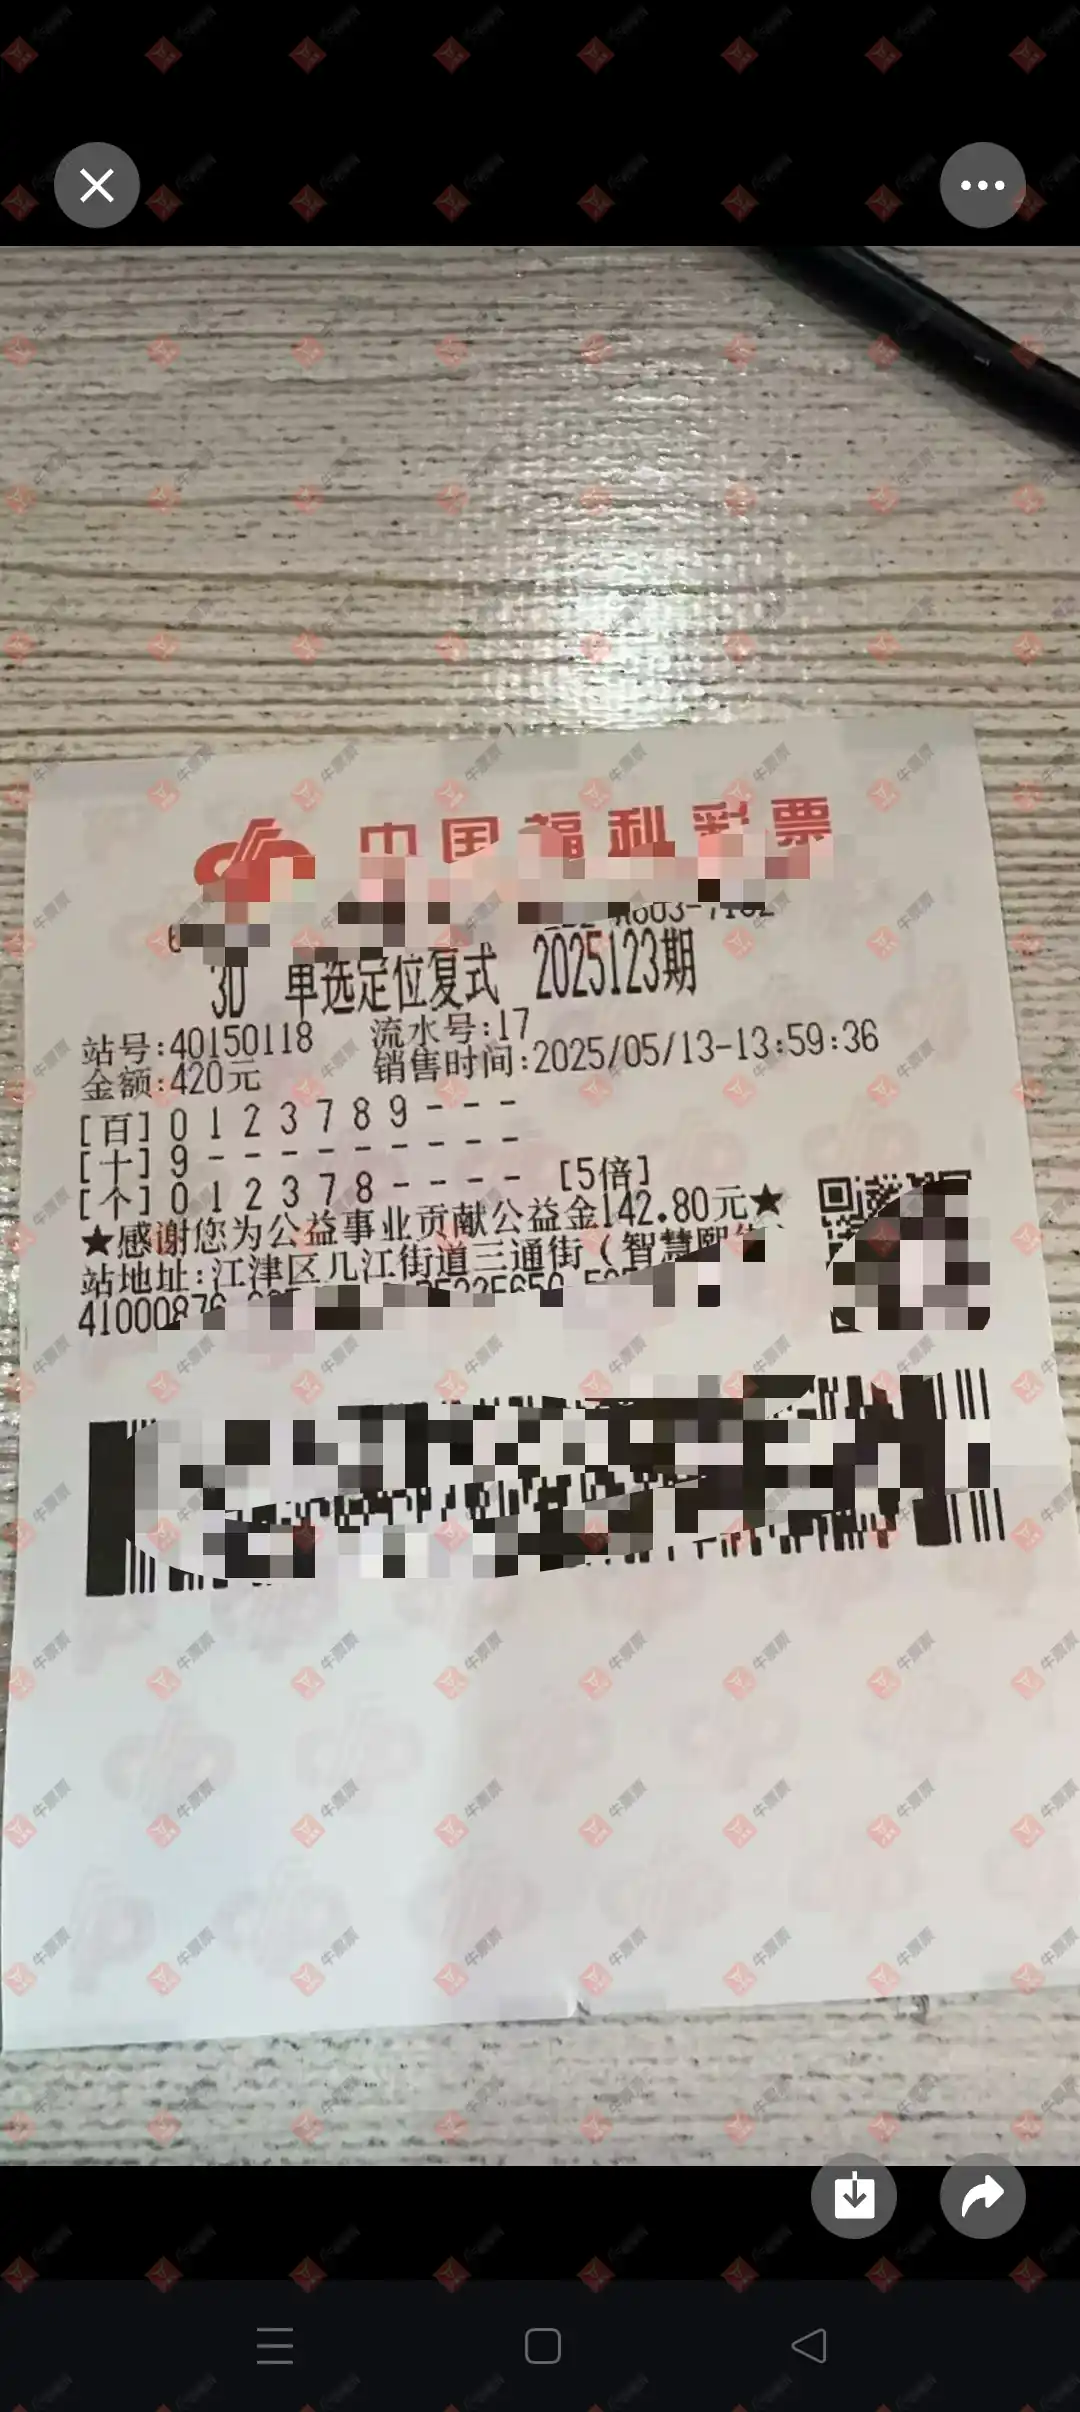 中国福利彩票
3D 单选定位复式 2025123期
站号:40150118 流水号:17
金额:420元 销售时间:2025/05/13-13:59:36
[百] 0 1 2 3 7 8 9 - - -
[十] 9 - - - - - - - - -
[个] 0 1 2 3 7 8 - - - - [5倍]
★感谢您为公益事业贡献公益金142.80元★
站地址:江津区几江街道三通街(智慧熙
牛票票